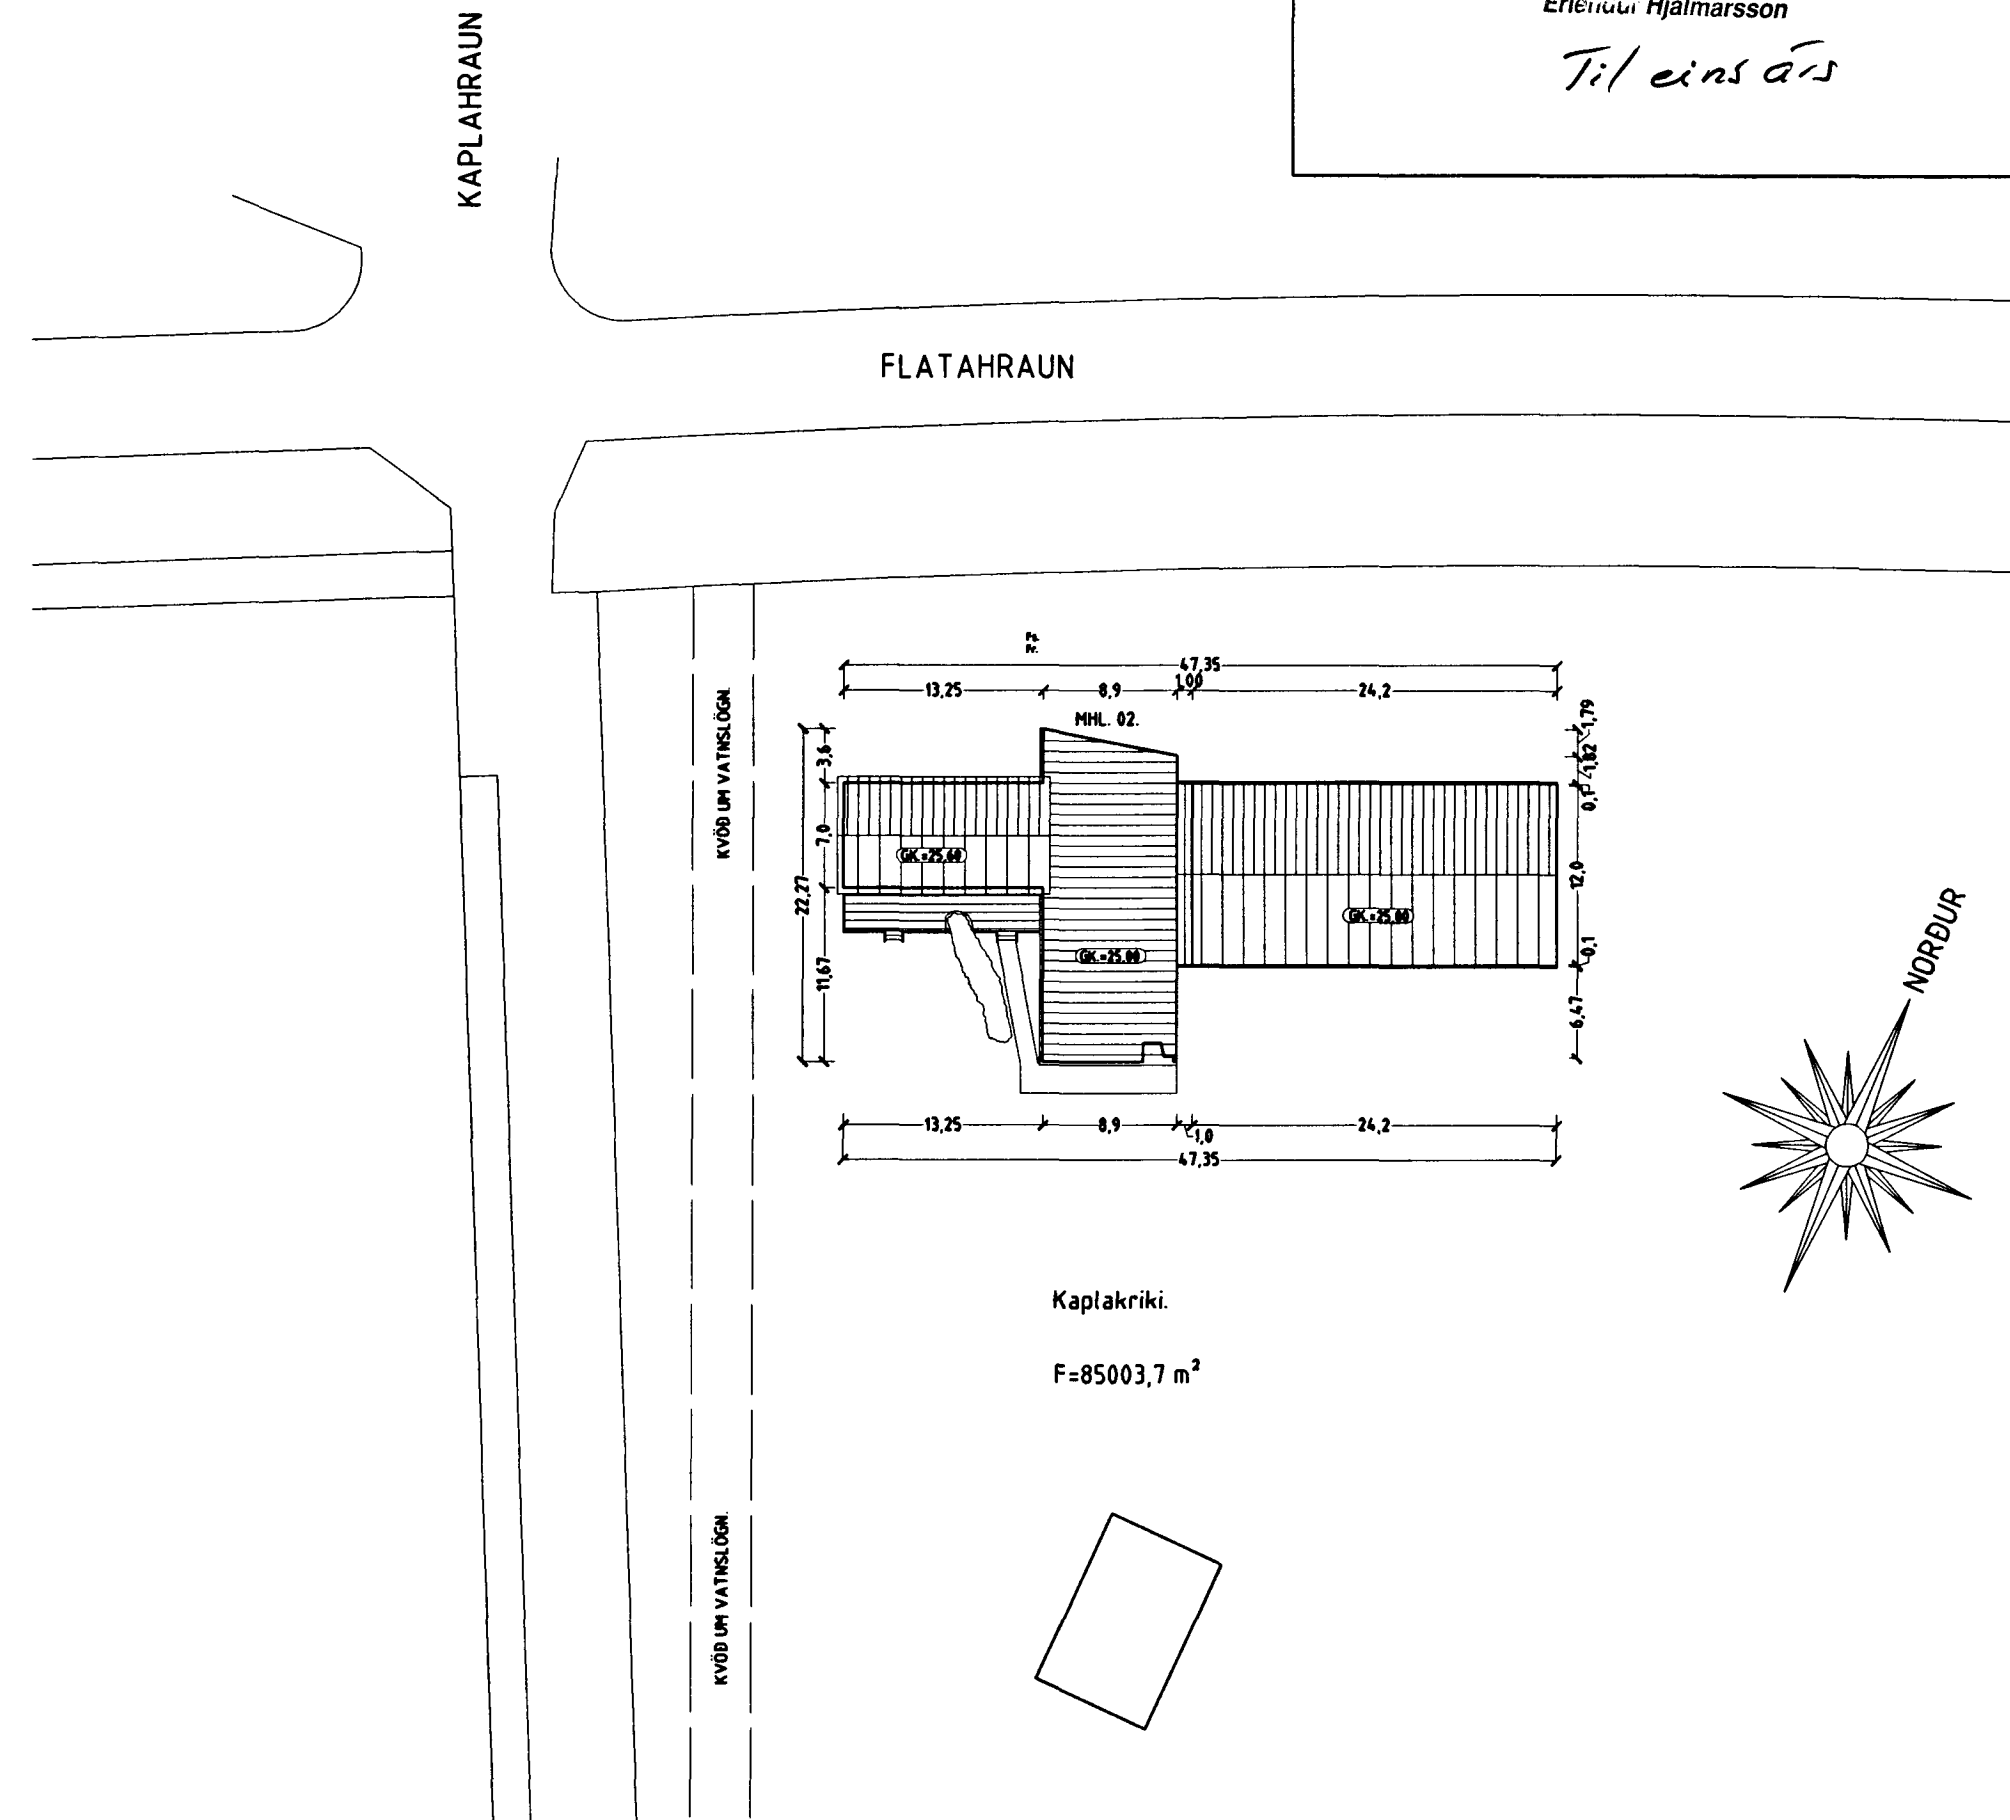 Erlendur Hjálmarsson
Til eins árs
KAPLAHRAUN
FLATAHRAUN
47,35
13,25
8,9
1,00
24,2
MHL. 02.
1,79
1,82
0,1
12,0
0,1
6,47
3,6
7,0
22,27
11,67
GK.=25,60
GK.=25,00
GK.=25,00
KVÖÐ UM VATNSLÖGN.
NORÐUR
13,25
8,9
1,0
24,2
47,35
Kaplakriki.
F=85003,7 m²
KVÖÐ UM VATNSLÖGN.